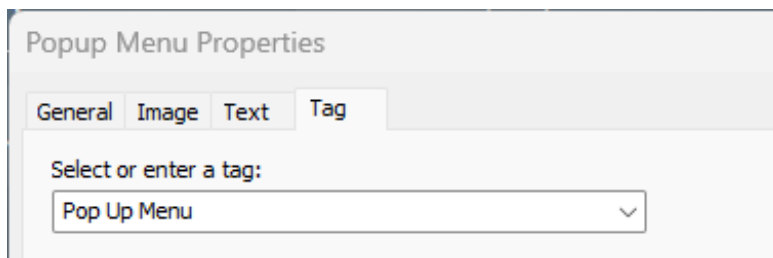 Popup Menu Properties
General Image Text Tag
Select or enter a tag:
Pop Up Menu